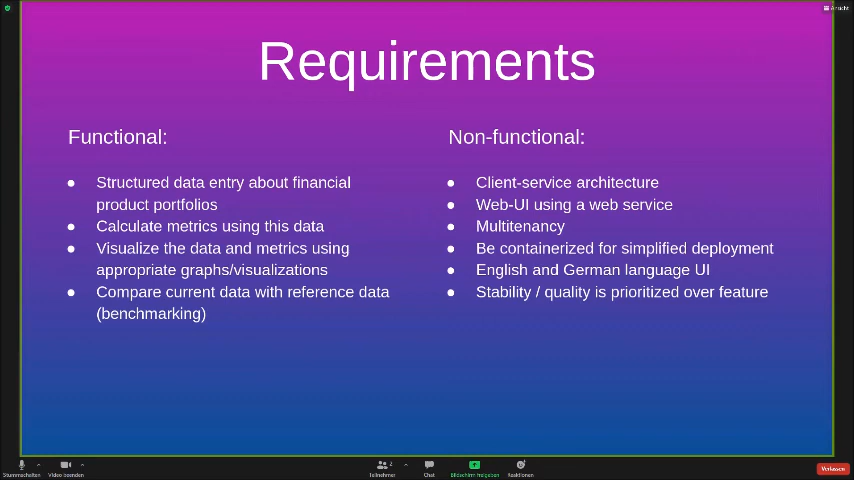 Ansicht
Requirements
Functional:
● Structured data entry about financial
product portfolios
● Calculate metrics using this data
● Visualize the data and metrics using
appropriate graphs/visualizations
● Compare current data with reference data
(benchmarking)
Non-functional:
● Client-service architecture
● Web-UI using a web service
● Multitenancy
● Be containerized for simplified deployment
● English and German language UI
● Stability / quality is prioritized over feature
Stummschalten
Video beenden
Teilnehmer
2
Chat
Bildschirm freigeben
Reaktionen
Verlassen